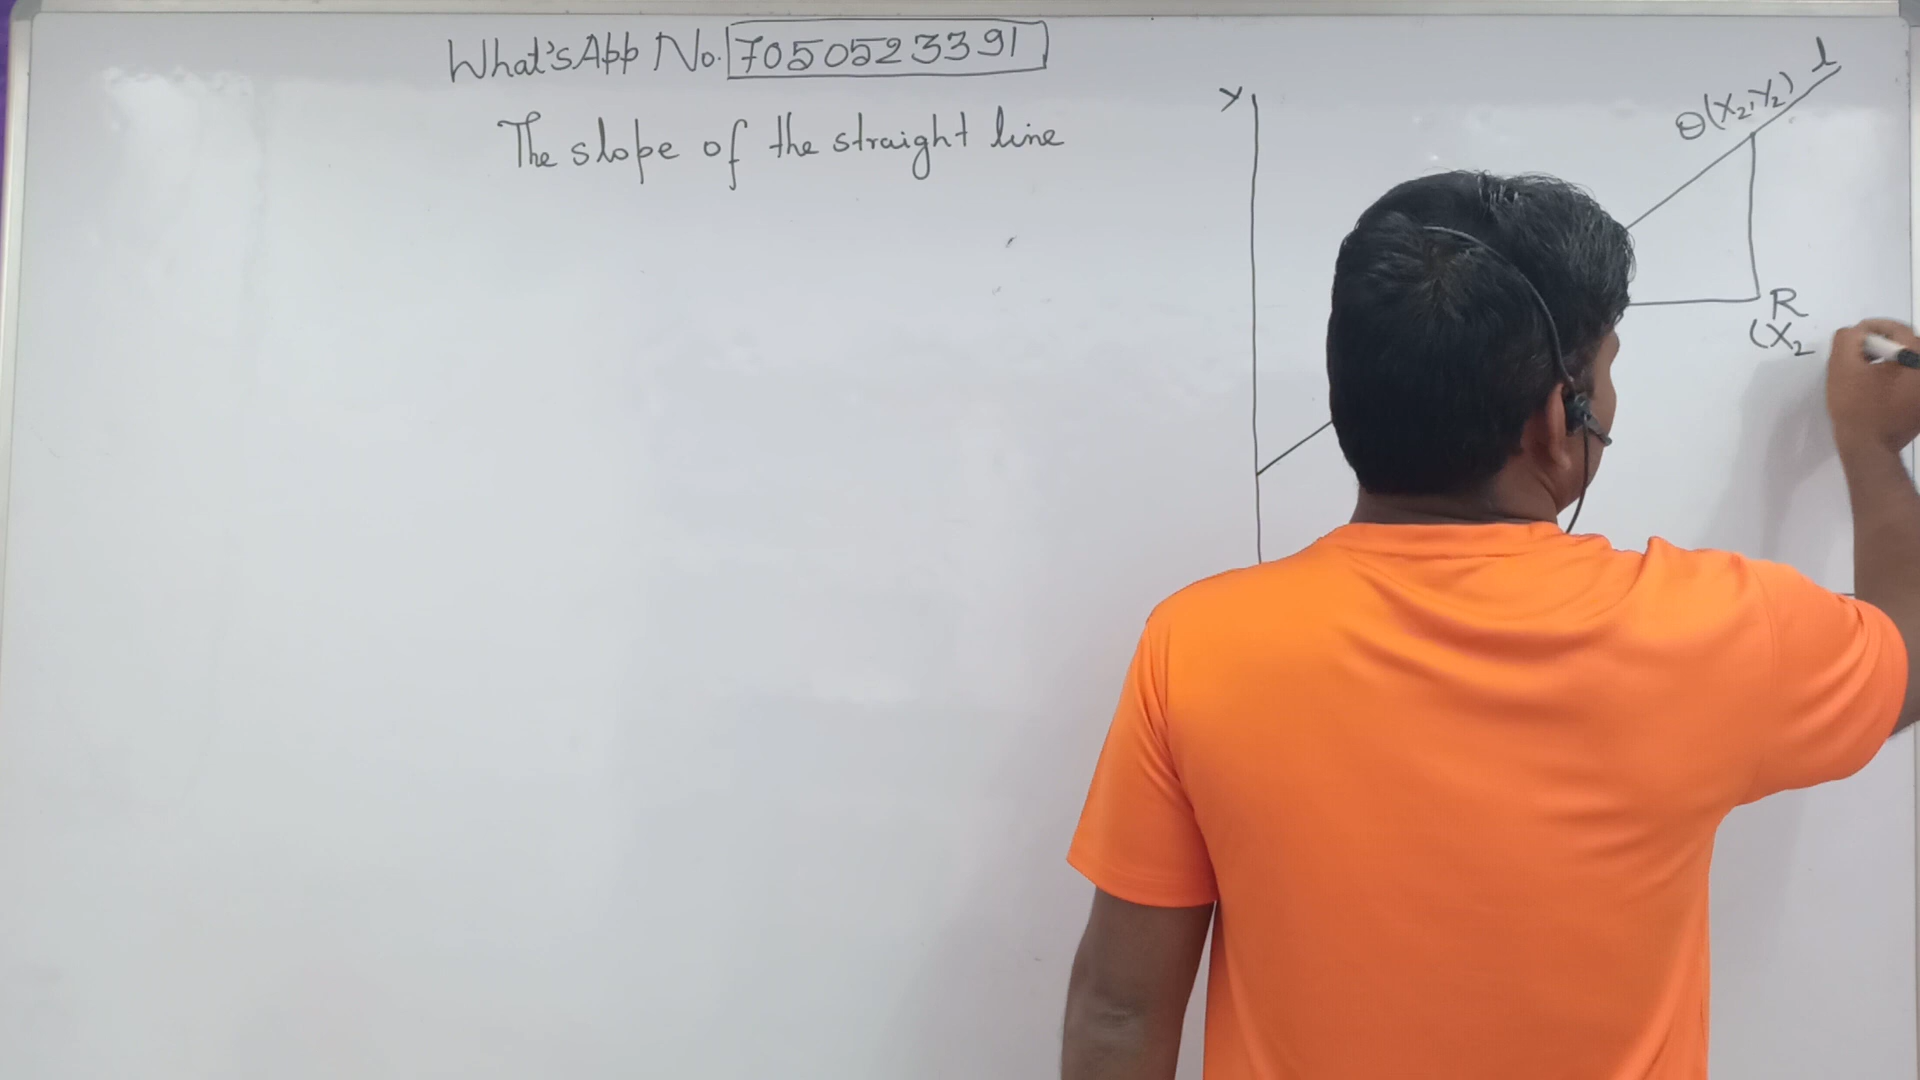 What'sApp No. 7050523391
The slope of the straight line
Y
l
Q(X2, Y2)
R
(X2